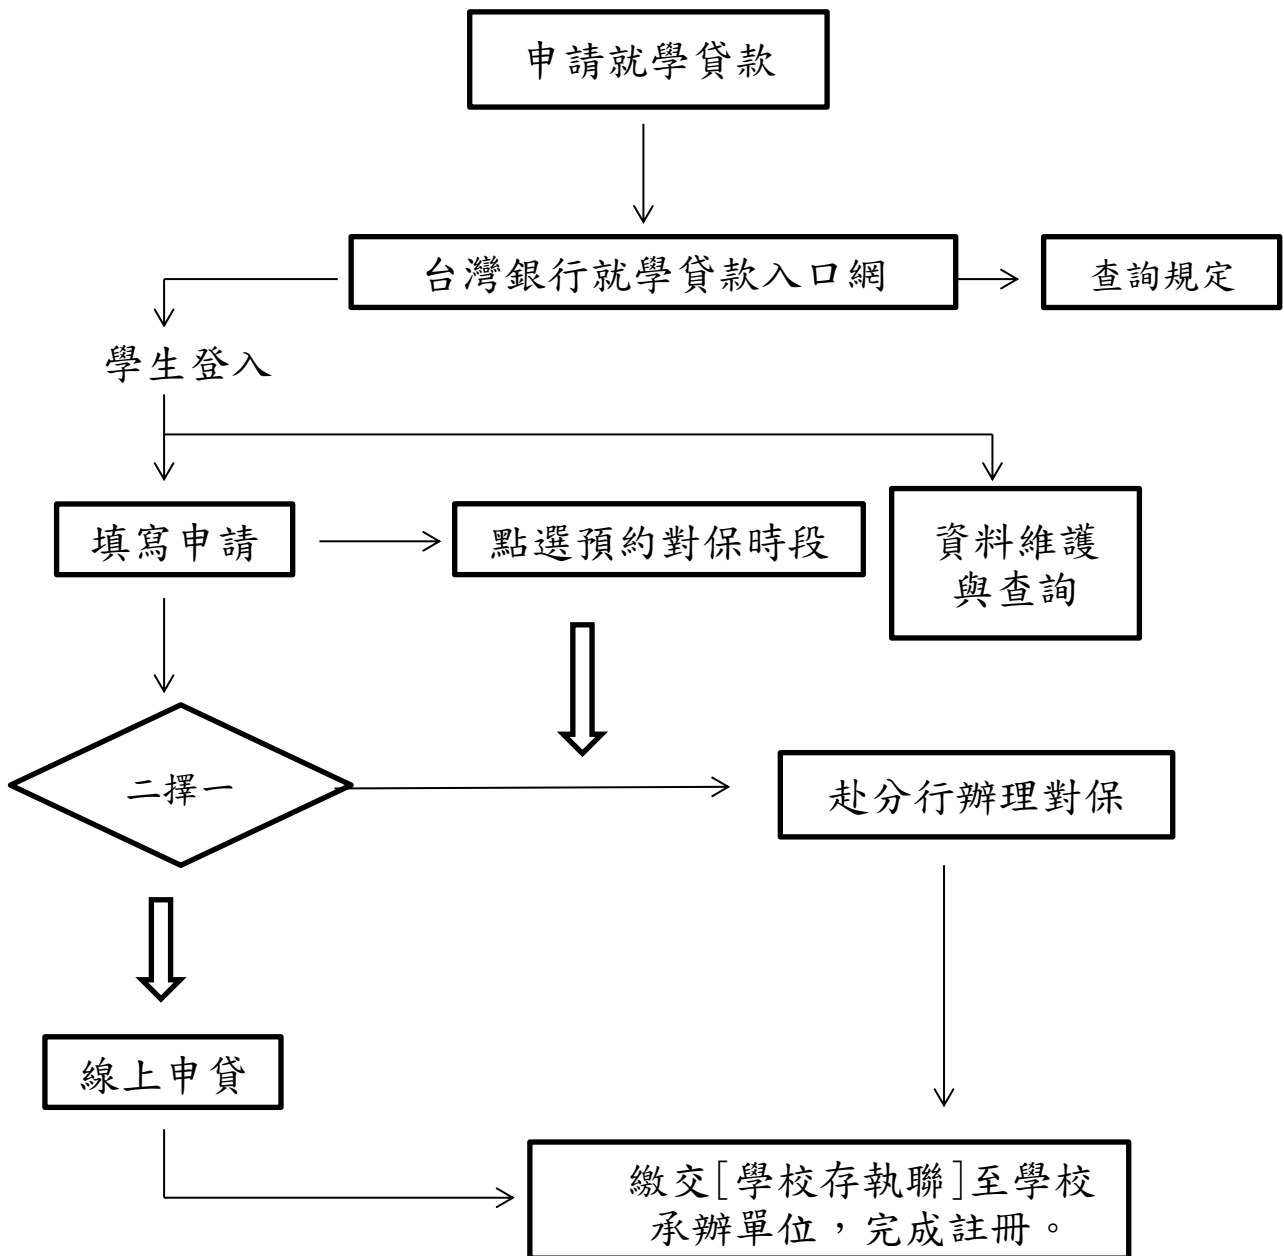 申請就學貸款
台灣銀行就學貸款入口網
查詢規定
學生登入
填寫申請
點選預約對保時段
資料維護
與查詢
二擇一
赴分行辦理對保
線上申貸
繳交[學校存執聯]至學校
承辦單位，完成註冊。